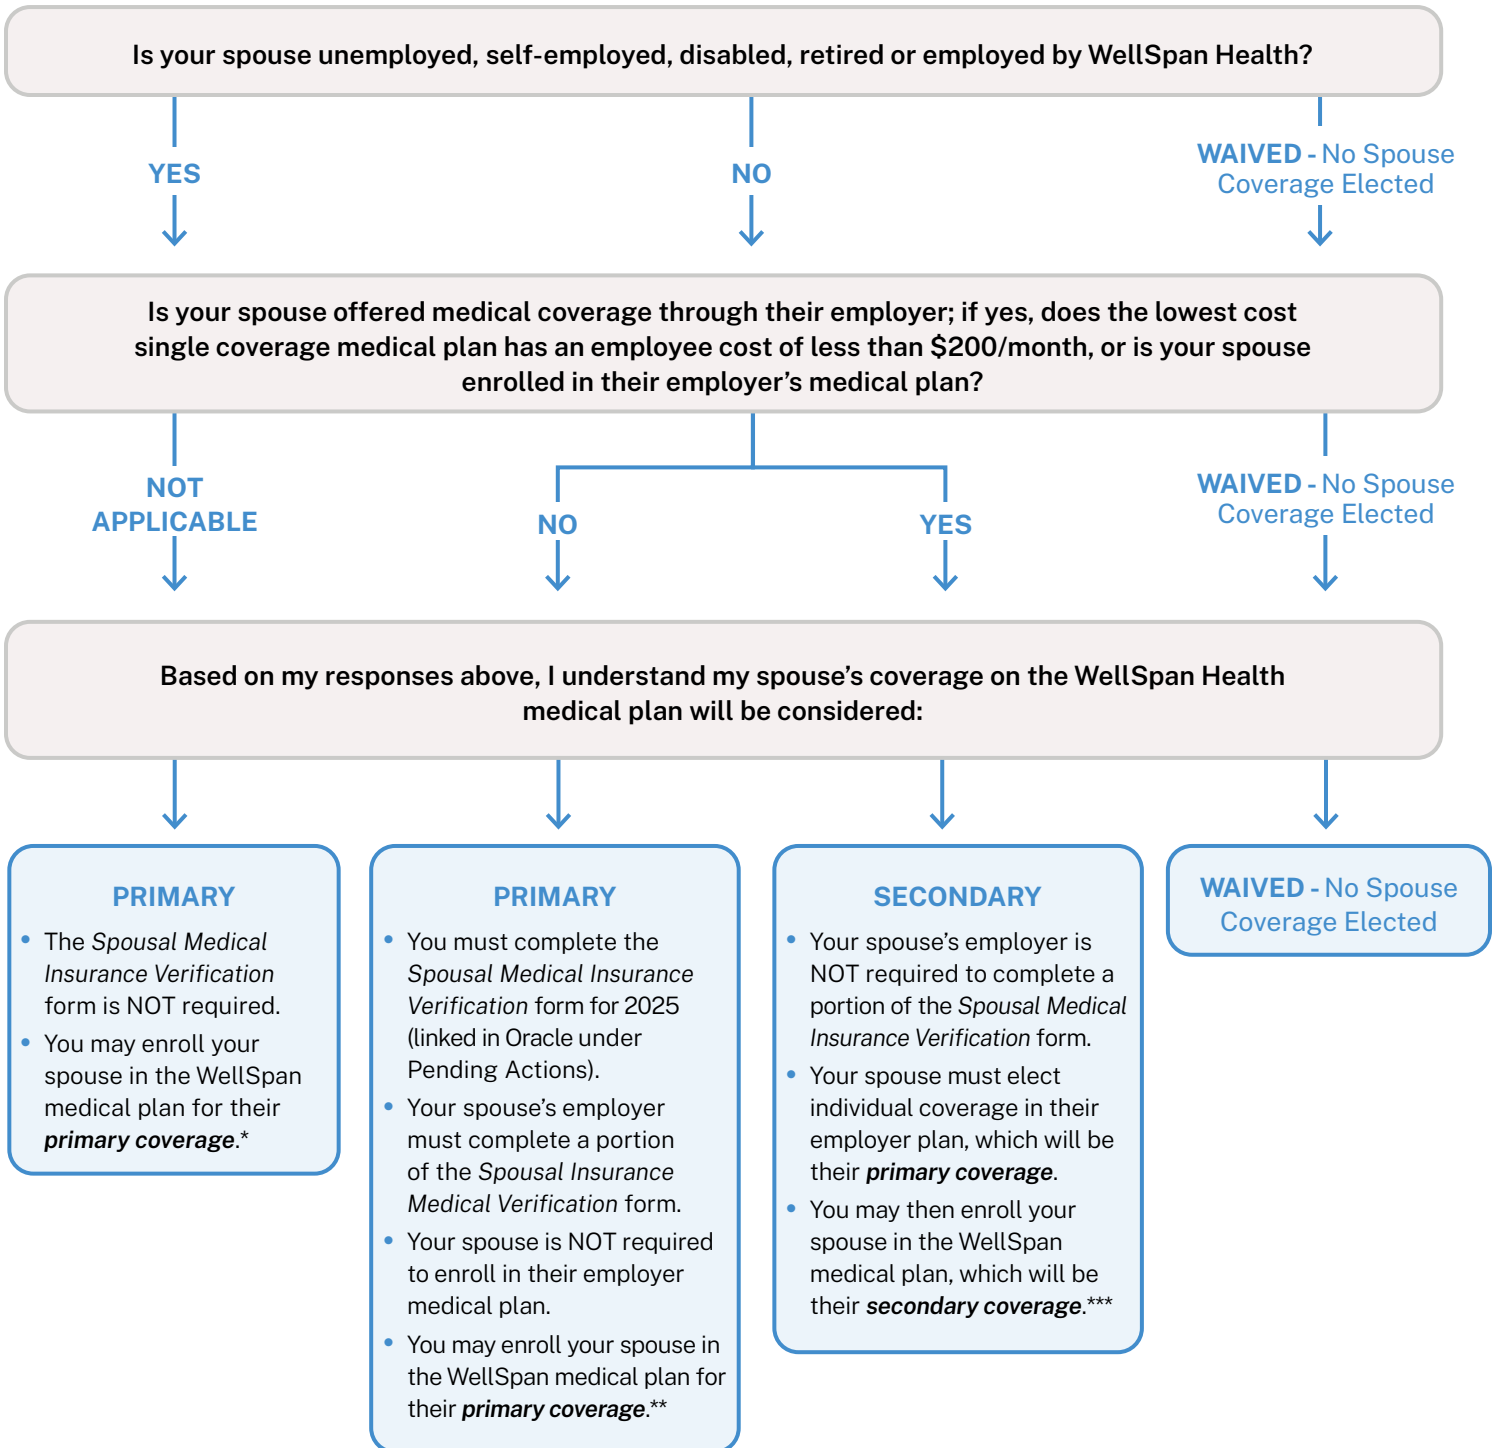 Is your spouse unemployed, self-employed, disabled, retired or employed by WellSpan Health?
YES
NO
WAIVED - No Spouse
Coverage Elected
Is your spouse offered medical coverage through their employer; if yes, does the lowest cost
single coverage medical plan has an employee cost of less than $200/month, or is your spouse
enrolled in their employer’s medical plan?
NOT
APPLICABLE
NO
YES
WAIVED - No Spouse
Coverage Elected
Based on my responses above, I understand my spouse’s coverage on the WellSpan Health
medical plan will be considered:
PRIMARY
• The Spousal Medical
Insurance Verification
form is NOT required.
• You may enroll your
spouse in the WellSpan
medical plan for their
primary coverage.*
PRIMARY
• You must complete the
Spousal Medical Insurance
Verification form for 2025
(linked in Oracle under
Pending Actions).
• Your spouse’s employer
must complete a portion
of the Spousal Insurance
Medical Verification form.
• Your spouse is NOT required
to enroll in their employer
medical plan.
• You may enroll your spouse in
the WellSpan medical plan for
their primary coverage.**
SECONDARY
• Your spouse’s employer is
NOT required to complete a
portion of the Spousal Medical
Insurance Verification form.
• Your spouse must elect
individual coverage in their
employer plan, which will be
their primary coverage.
• You may then enroll your
spouse in the WellSpan
medical plan, which will be
their secondary coverage.***
WAIVED - No Spouse
Coverage Elected